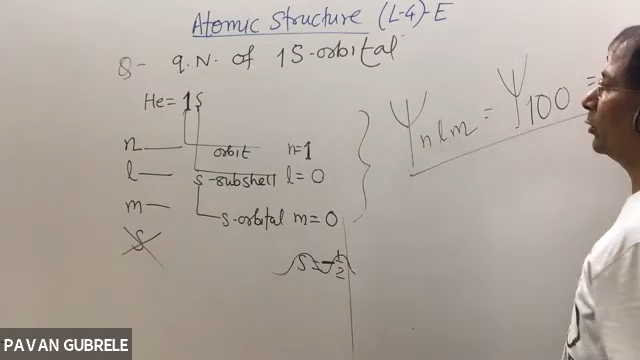 Atomic Structure (L-4)-E
8- q.N. of 1S-orbital
He = 1s
n — orbit n=1
l — s-subshell l=0
m — s-orbital m=0
s
S=-1/2
Ψnlm = Ψ100 =
PAVAN GUBRELE